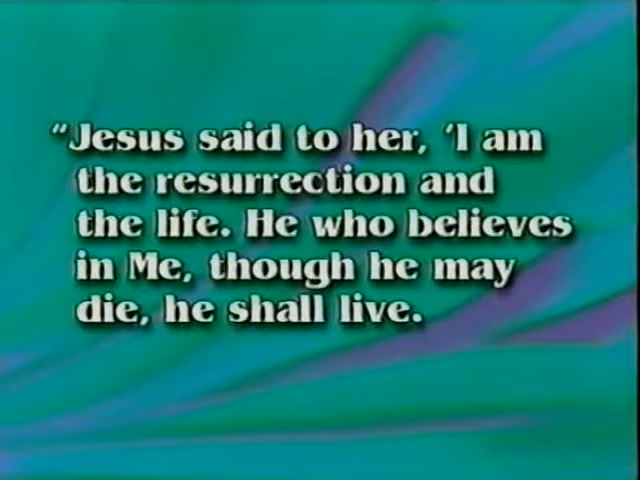 “Jesus said to her, ‘I am
the resurrection and
the life. He who believes
in Me, though he may
die, he shall live.